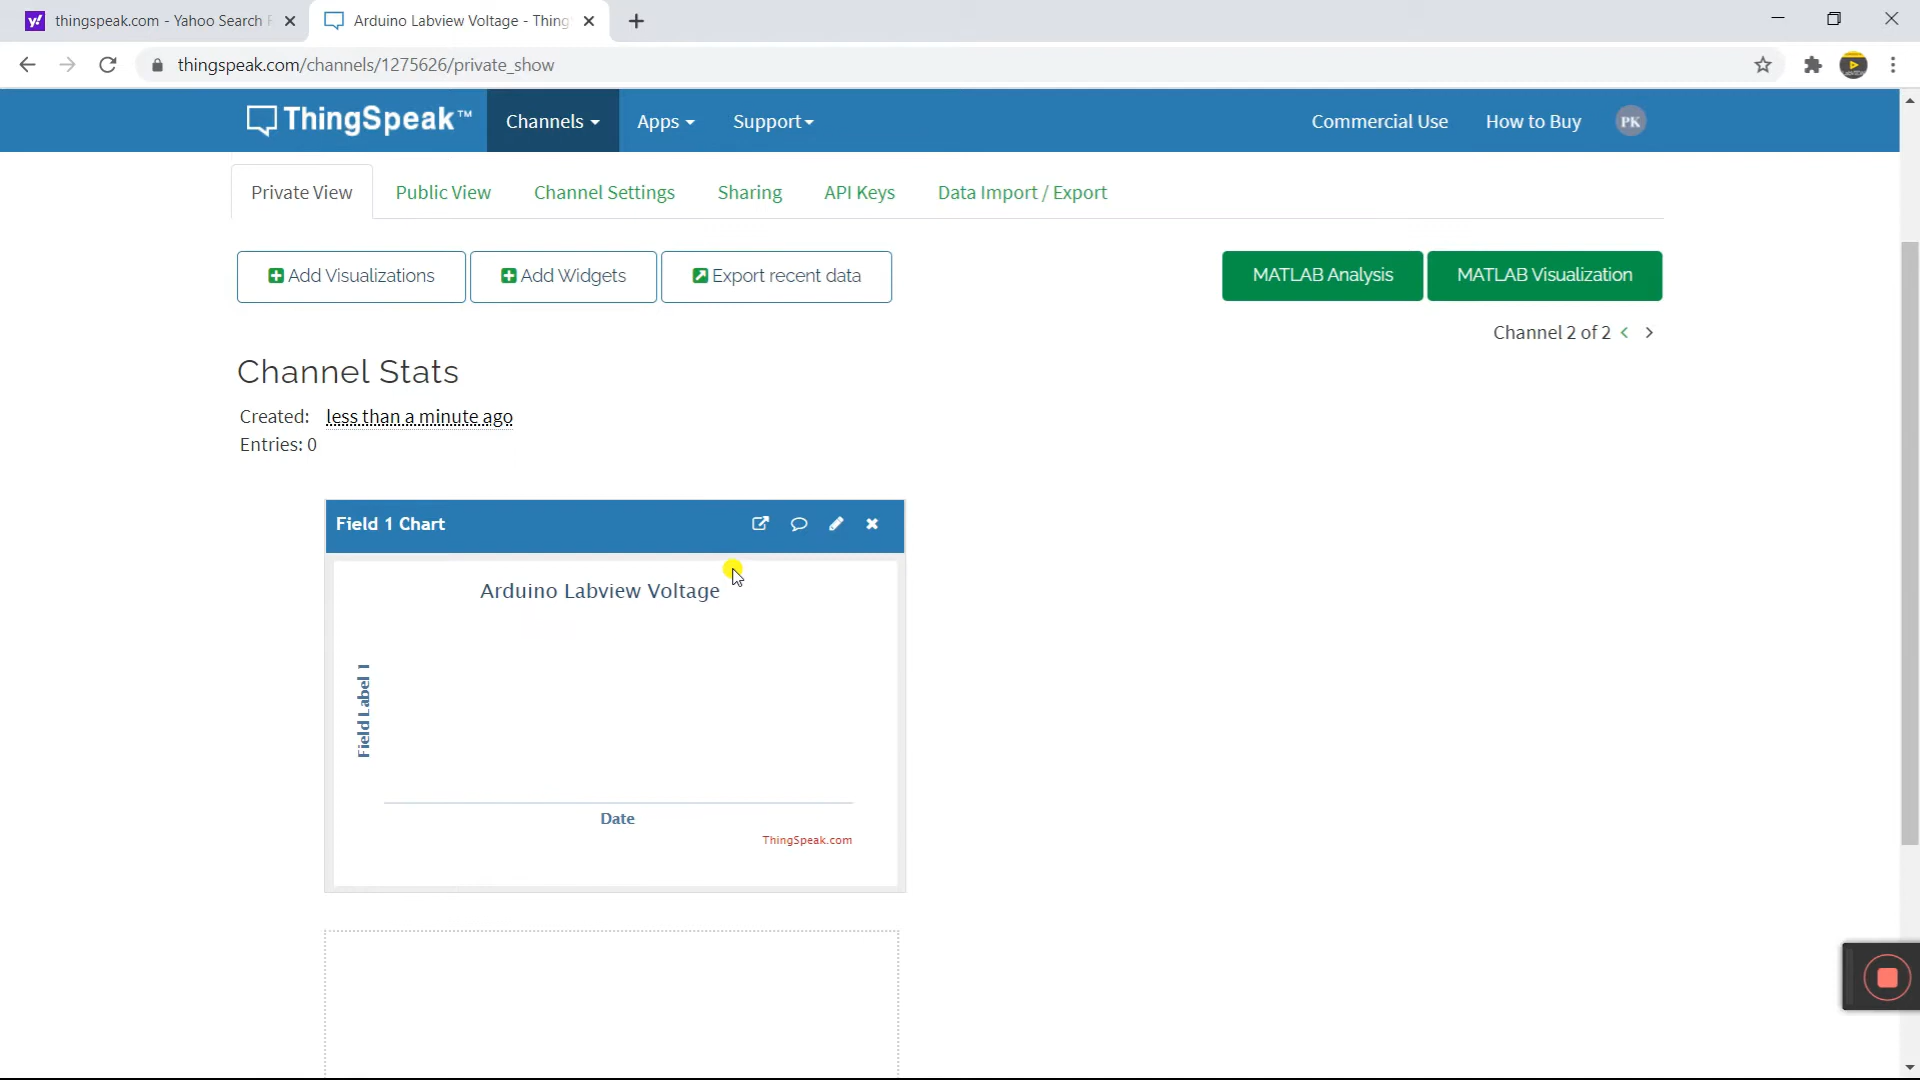 thingspeak.com - Yahoo Search
Arduino Labview Voltage - Thing
thingspeak.com/channels/1275626/private_show
ThingSpeak™
Channels
Apps
Support
Commercial Use
How to Buy
PK
Private View
Public View
Channel Settings
Sharing
API Keys
Data Import / Export
Add Visualizations
Add Widgets
Export recent data
MATLAB Analysis
MATLAB Visualization
Channel 2 of 2 < >
Channel Stats
Created: less than a minute ago
Entries: 0
Field 1 Chart
Arduino Labview Voltage
Field Label 1
Date
ThingSpeak.com